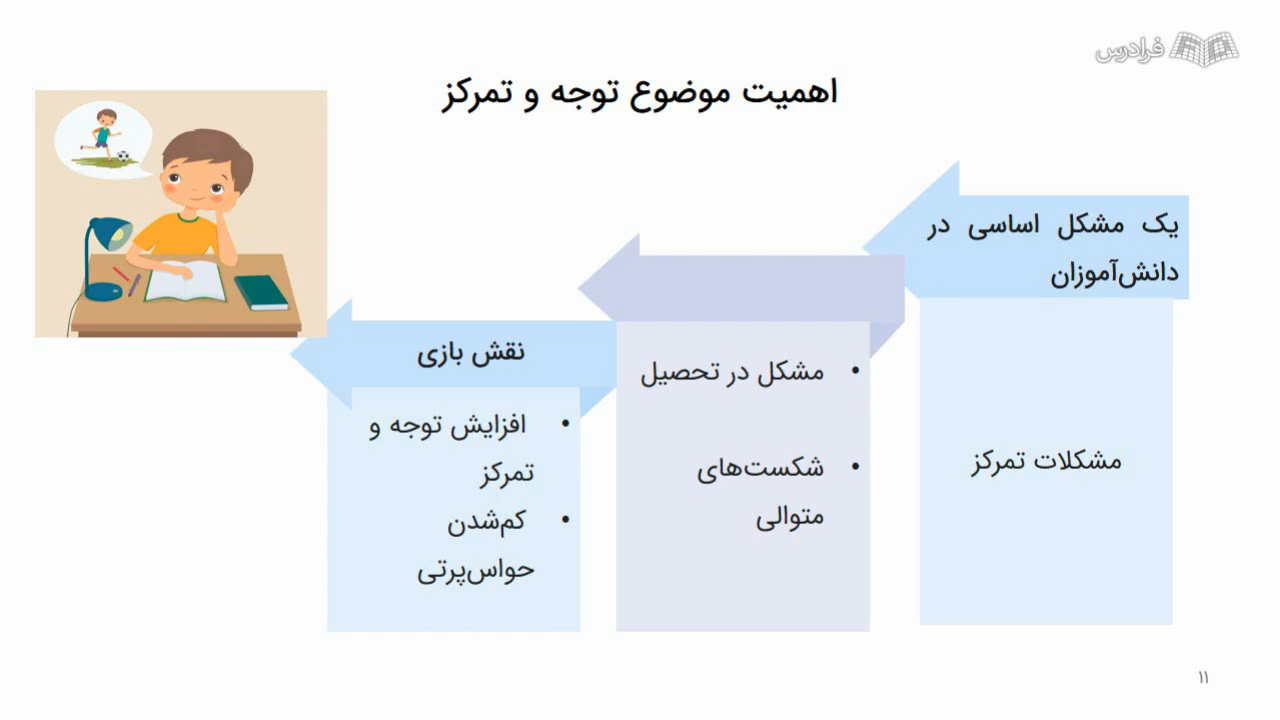 فرادرس
اهمیت موضوع توجه و تمرکز
یک مشکل اساسی در
دانش‌آموزان
مشکلات تمرکز
• مشکل در تحصیل
• شکست‌های
متوالی
نقش بازی
• افزایش توجه و
تمرکز
• کم‌شدن
حواس‌پرتی
۱۱